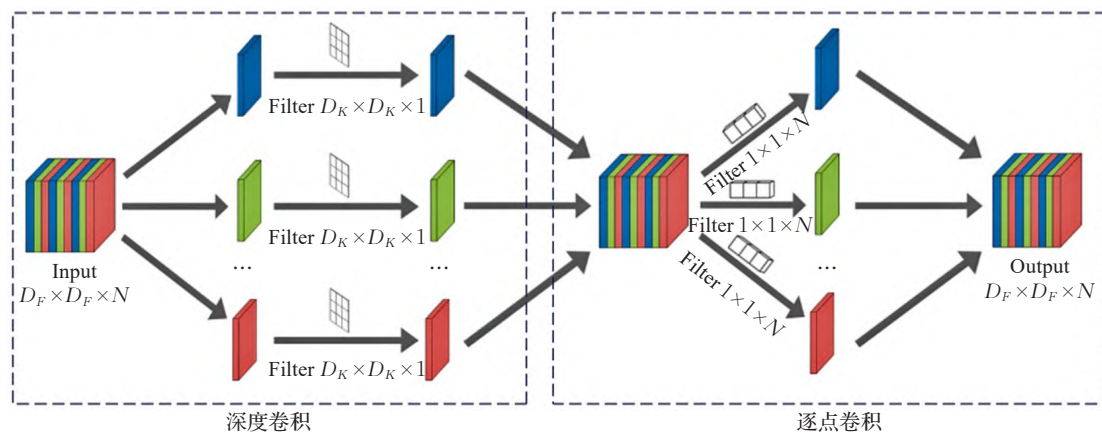 Filter D_K×D_K×1
Input
D_F×D_F×N
Filter D_K×D_K×1
...
...
Filter D_K×D_K×1
深度卷积
Filter 1×1×N
Filter 1×1×N
Filter 1×1×N
...
Output
D_F×D_F×N
逐点卷积